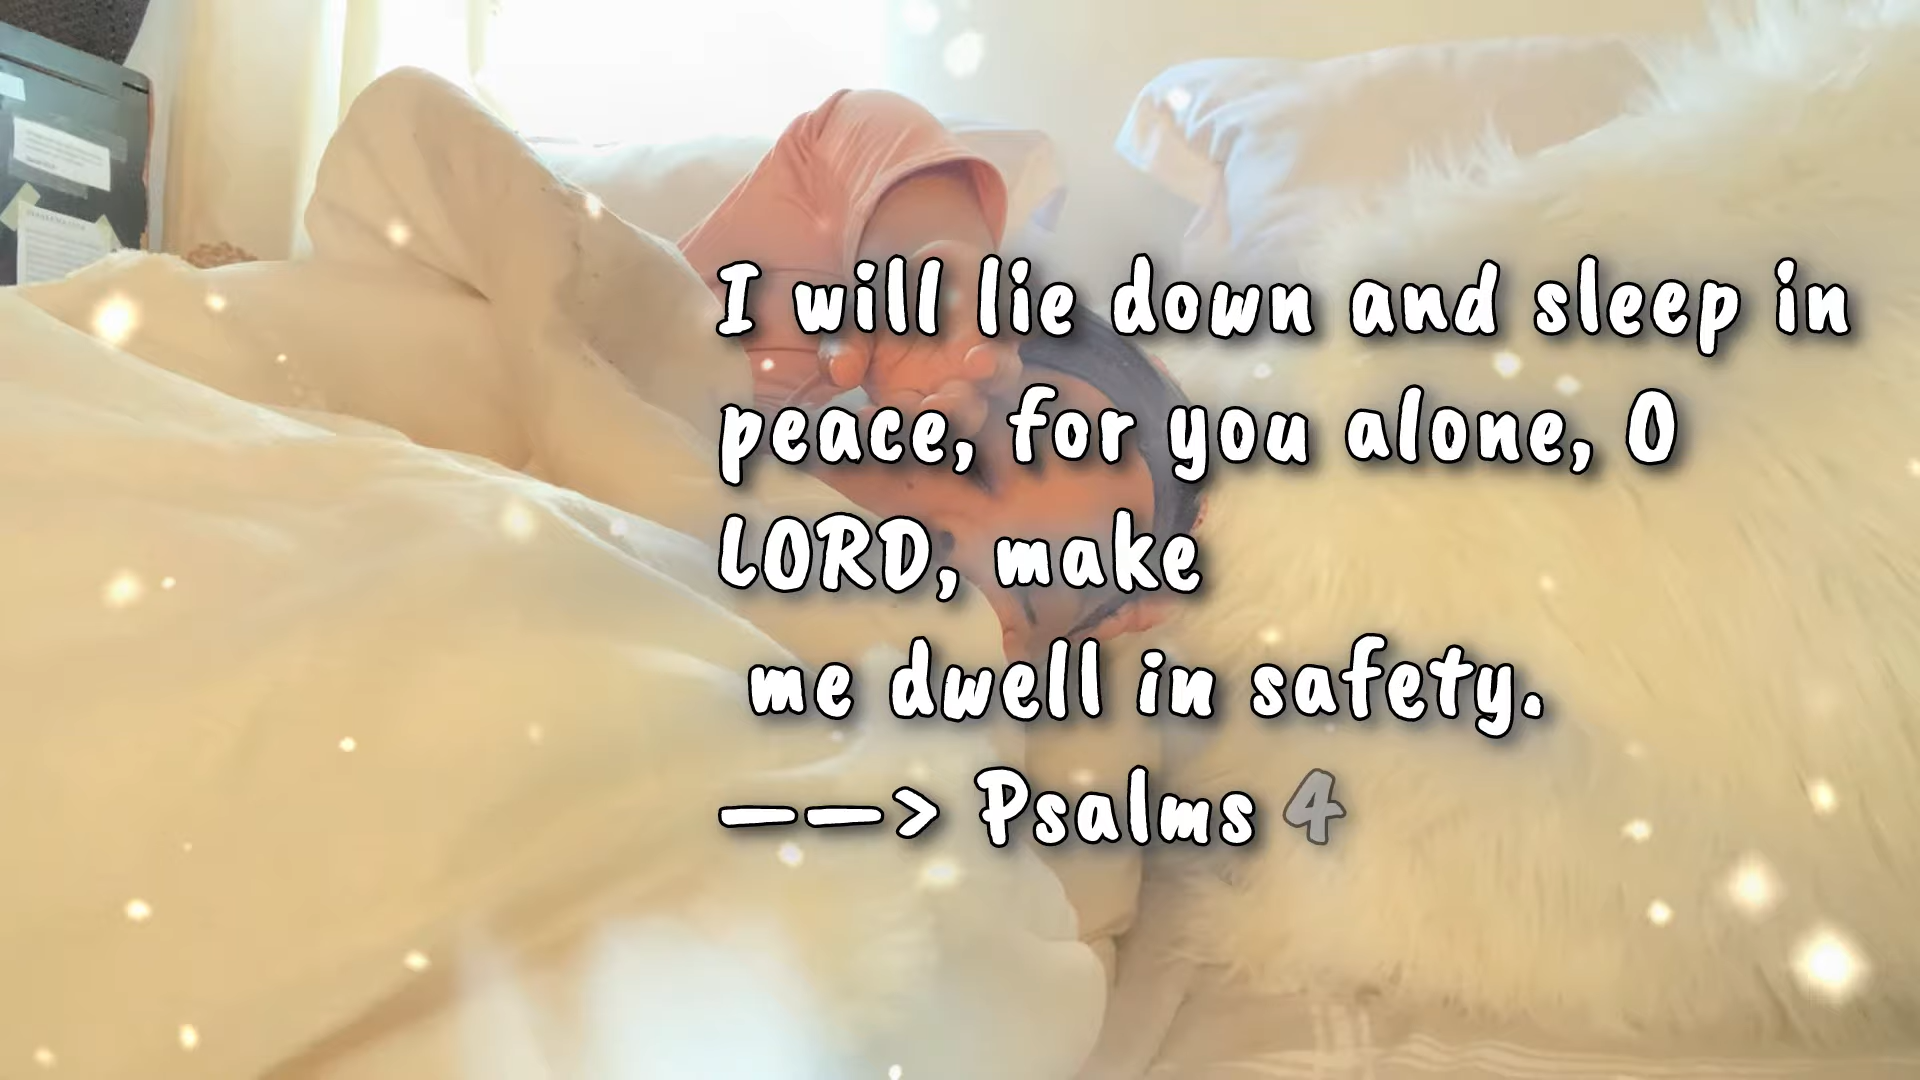 I will lie down and sleep in
peace, for you alone, O
LORD, make
me dwell in safety.
——> Psalms 4